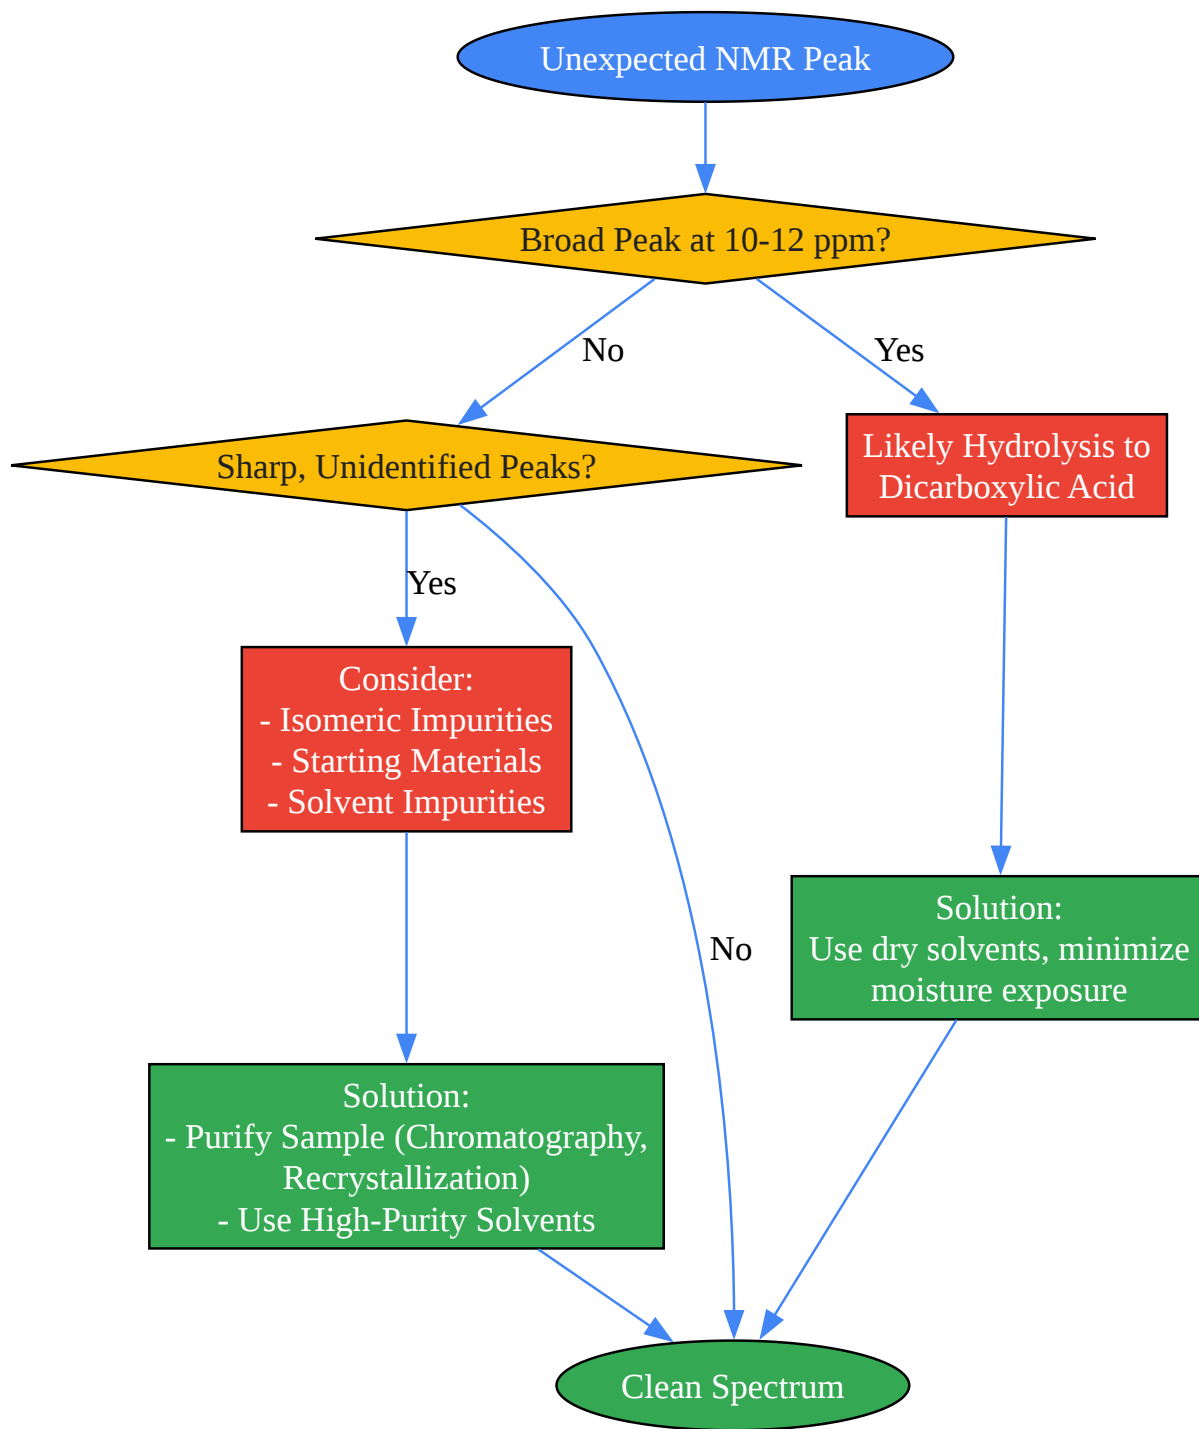 Unexpected NMR Peak
Broad Peak at 10-12 ppm?
No
Yes
Sharp, Unidentified Peaks?
Likely Hydrolysis to
Dicarboxylic Acid
Yes
Consider:
- Isomeric Impurities
- Starting Materials
- Solvent Impurities
No
Solution:
Use dry solvents, minimize
moisture exposure
Solution:
- Purify Sample (Chromatography,
Recrystallization)
- Use High-Purity Solvents
Clean Spectrum